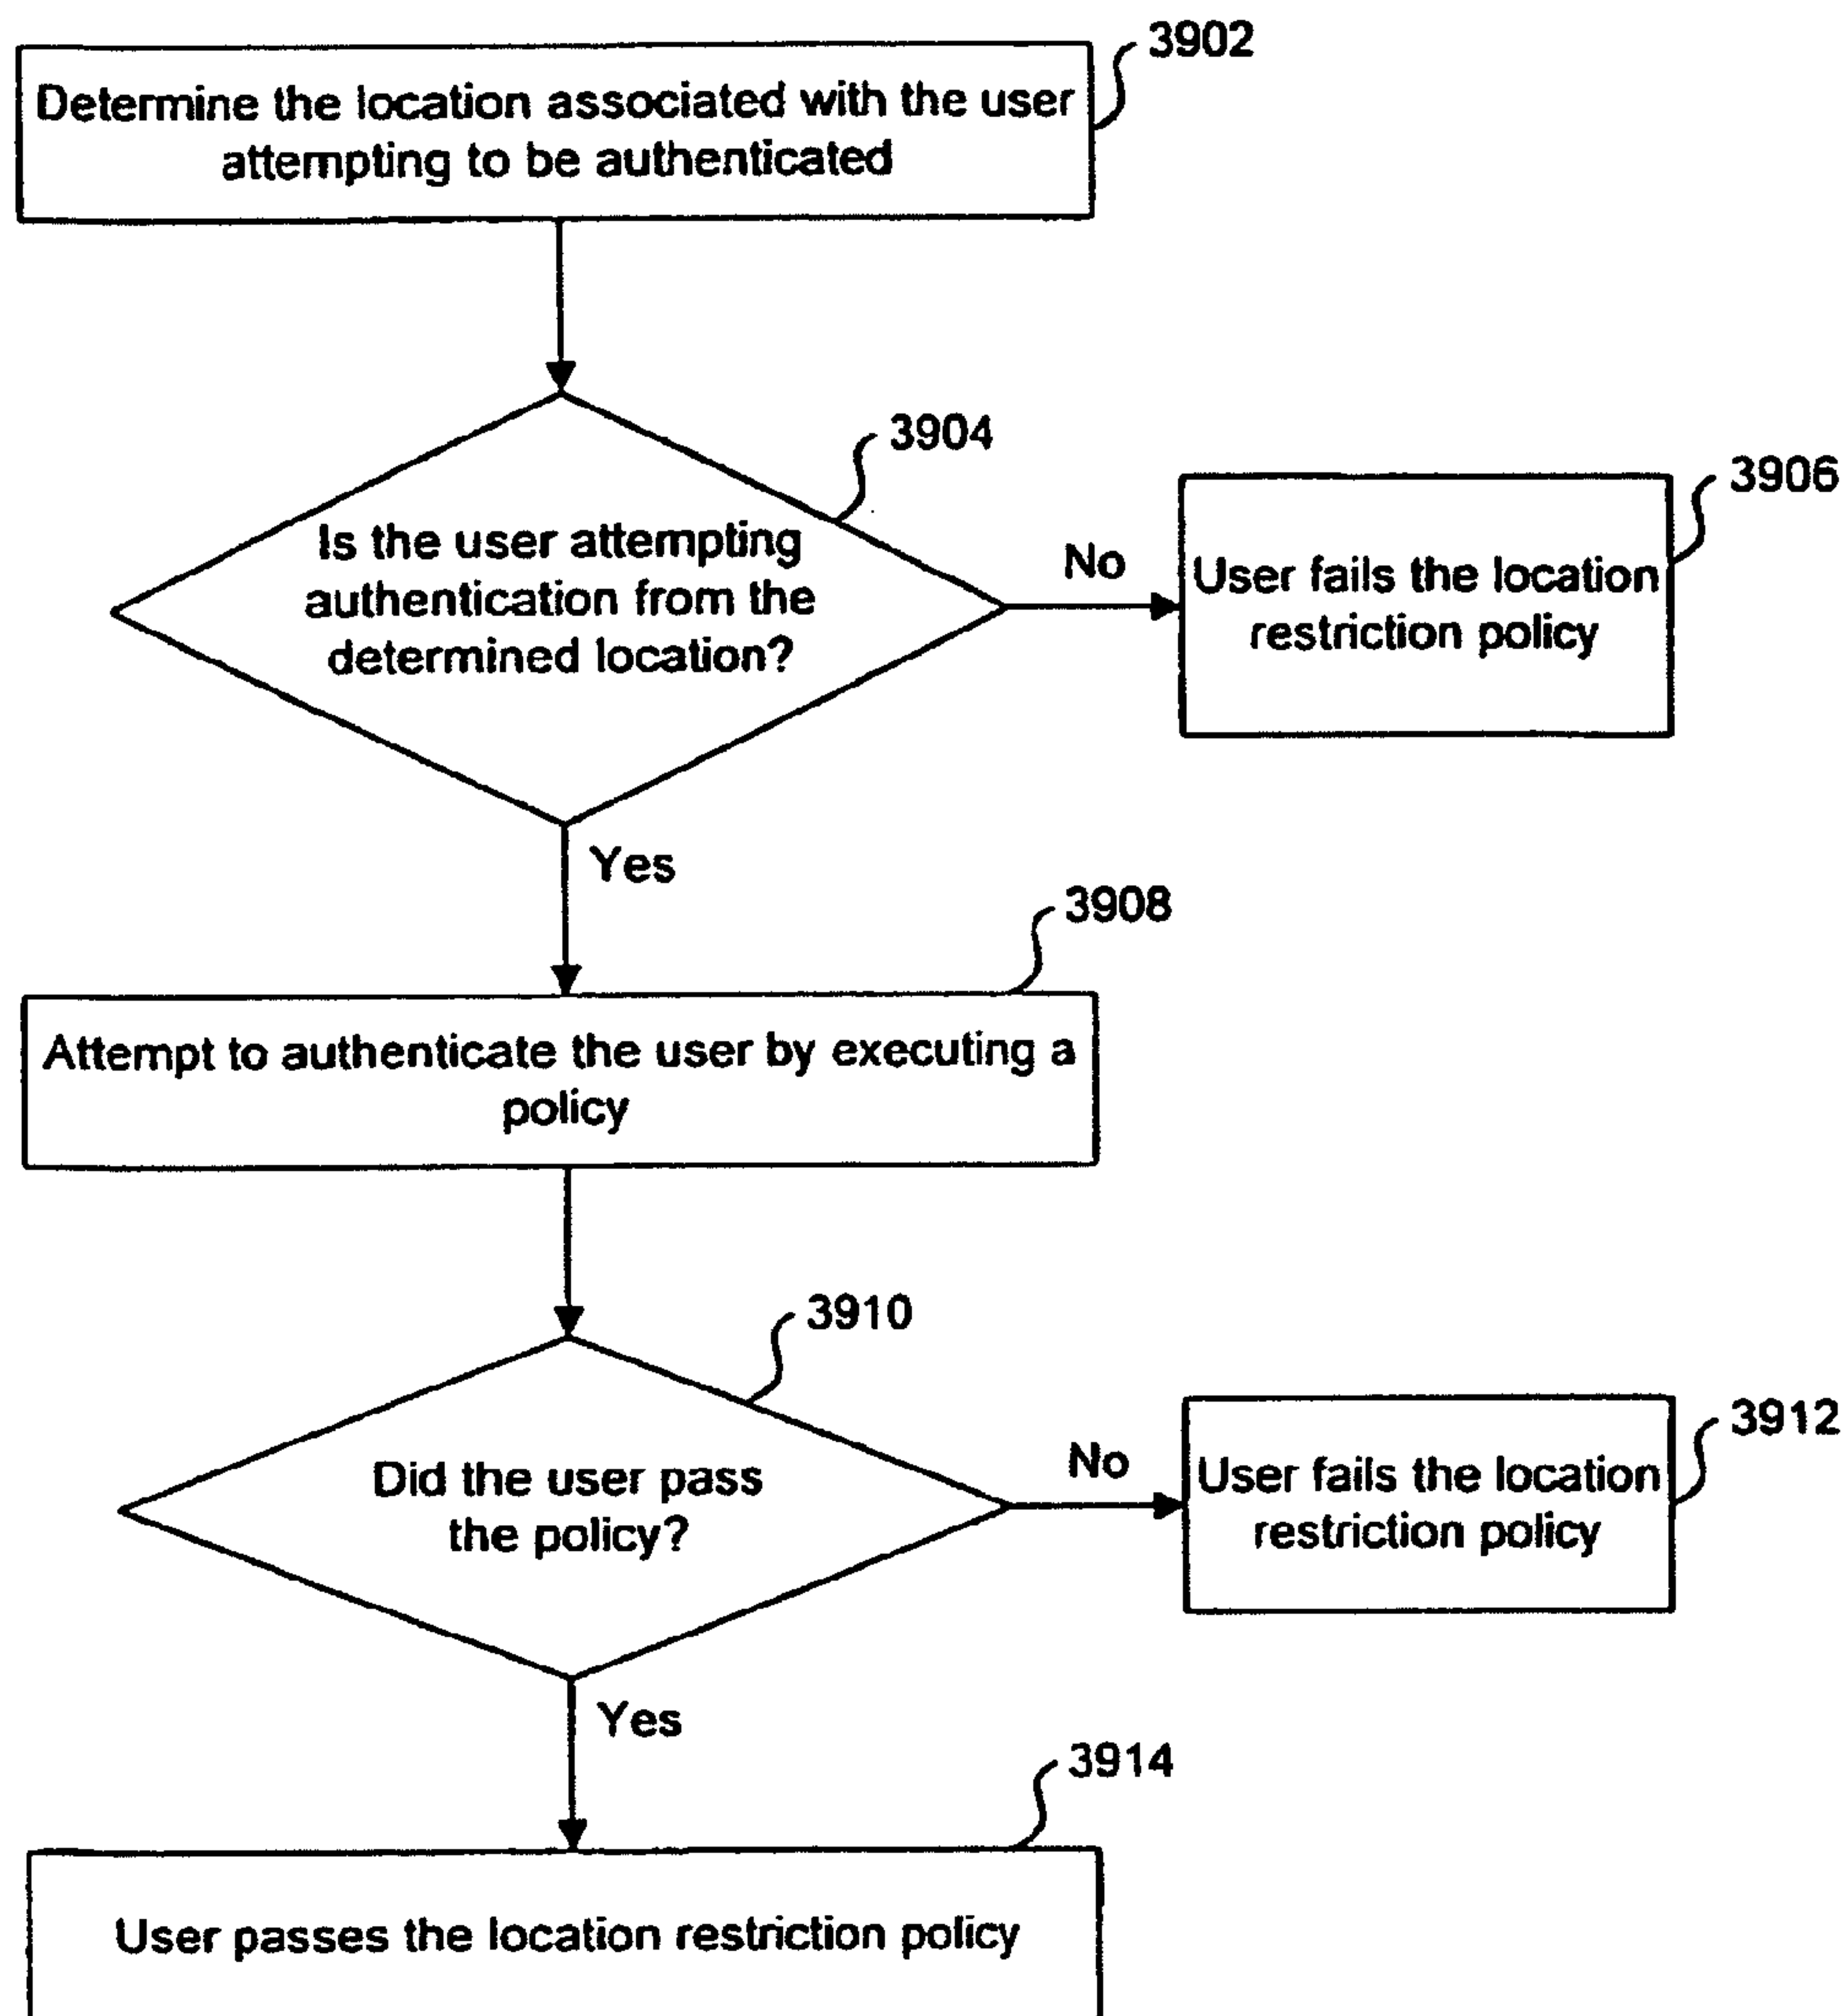 3902
Determine the location associated with the user
attempting to be authenticated
3904
Is the user attempting
authentication from the
determined location?
No
3906
User fails the location
restriction policy
Yes
3908
Attempt to authenticate the user by executing a
policy
3910
Did the user pass
the policy?
No
3912
User fails the location
restriction policy
Yes
3914
User passes the location restriction policy